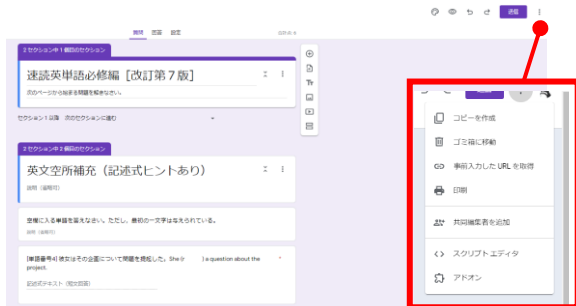 送信
質問 回答 設定
2 セクション中 1 個目のセクション
速読英単語必修編［改訂第７版］
次のページから始まる問題を解きなさい。
セクション 1 以降 次のセクションに進む
2 セクション中 2 個目のセクション
英文空所補充（記述式ヒントあり）
説明（省略可）
空欄に入る単語を答えなさい。ただし、最初の一文字は与えられている。
説明（省略可）
[単語番号4] 彼女はその企画について問題を提起した。She (r ) a question about the
project.
記述式テキスト（短文回答）
コピーを作成
ゴミ箱に移動
事前入力した URL を取得
印刷
共同編集者を追加
スクリプト エディタ
アドオン